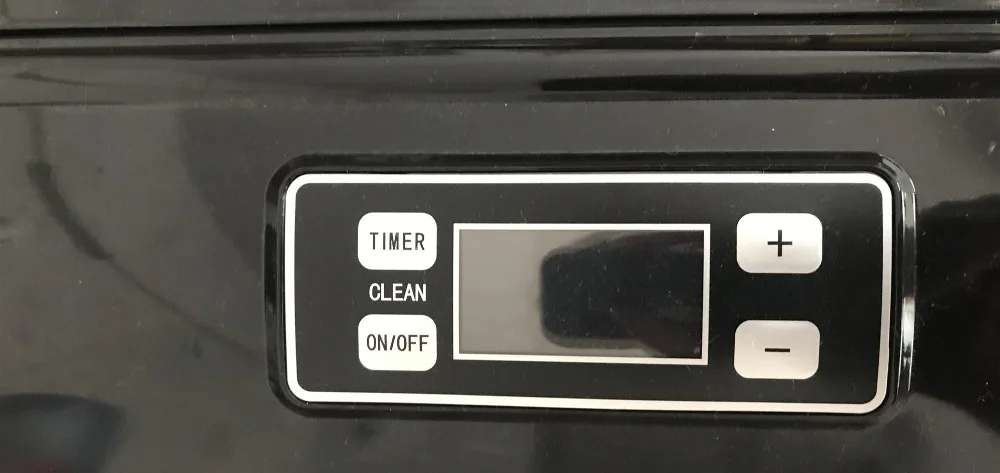 TIMER
CLEAN
ON/OFF
+
−